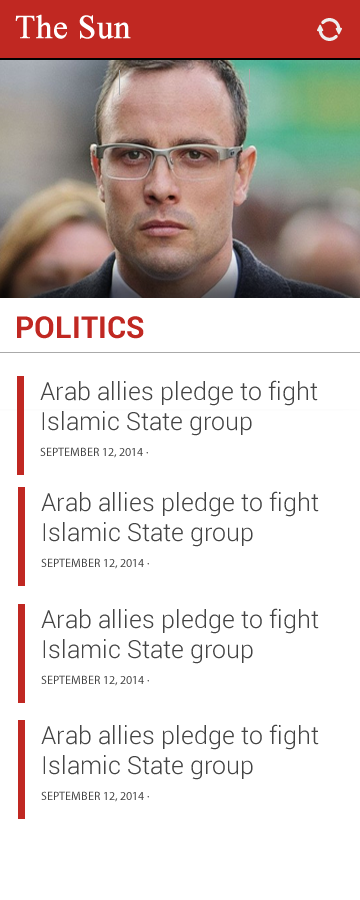 The Sun
POLITICS
Arab allies pledge to fight
Islamic State group
SEPTEMBER 12, 2014 ·
Arab allies pledge to fight
Islamic State group
SEPTEMBER 12, 2014 ·
Arab allies pledge to fight
Islamic State group
SEPTEMBER 12, 2014 ·
Arab allies pledge to fight
Islamic State group
SEPTEMBER 12, 2014 ·